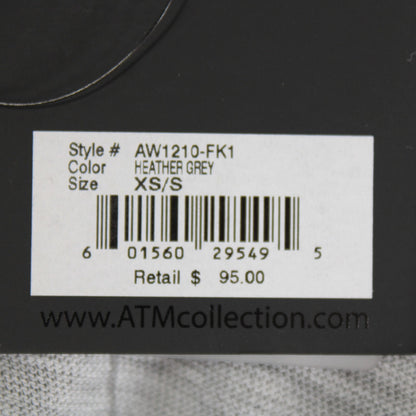 Style # AW1210-FK1
Color HEATHER GREY
Size XS/S
6 01560 29549 5
Retail $ 95.00
www.ATMcollection.com